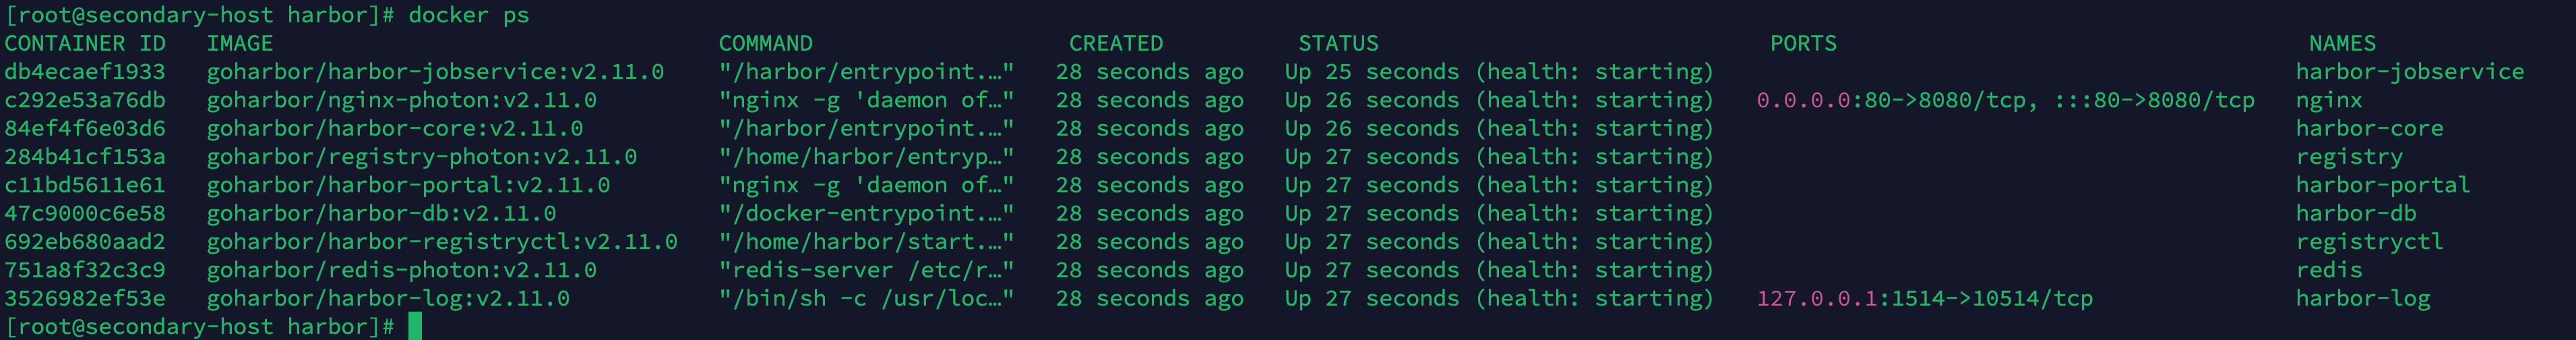 [root@secondary-host harbor]# docker ps
CONTAINER ID   IMAGE                                 COMMAND                  CREATED         STATUS                             PORTS                                   NAMES
db4ecaef1933   goharbor/harbor-jobservice:v2.11.0    "/harbor/entrypoint.…"   28 seconds ago   Up 25 seconds (health: starting)                                           harbor-jobservice
c292e53a76db   goharbor/nginx-photon:v2.11.0         "nginx -g 'daemon of…"   28 seconds ago   Up 26 seconds (health: starting)   0.0.0.0:80->8080/tcp, :::80->8080/tcp   nginx
84ef4f6e03d6   goharbor/harbor-core:v2.11.0          "/harbor/entrypoint.…"   28 seconds ago   Up 26 seconds (health: starting)                                           harbor-core
284b41cf153a   goharbor/registry-photon:v2.11.0      "/home/harbor/entryp…"   28 seconds ago   Up 27 seconds (health: starting)                                           registry
c11bd5611e61   goharbor/harbor-portal:v2.11.0        "nginx -g 'daemon of…"   28 seconds ago   Up 27 seconds (health: starting)                                           harbor-portal
47c9000c6e58   goharbor/harbor-db:v2.11.0            "/docker-entrypoint.…"   28 seconds ago   Up 27 seconds (health: starting)                                           harbor-db
692eb680aad2   goharbor/harbor-registryctl:v2.11.0   "/home/harbor/start.…"   28 seconds ago   Up 27 seconds (health: starting)                                           registryctl
751a8f32c3c9   goharbor/redis-photon:v2.11.0         "redis-server /etc/r…"   28 seconds ago   Up 27 seconds (health: starting)                                           redis
3526982ef53e   goharbor/harbor-log:v2.11.0           "/bin/sh -c /usr/loc…"   28 seconds ago   Up 27 seconds (health: starting)   127.0.0.1:1514->10514/tcp               harbor-log
[root@secondary-host harbor]#